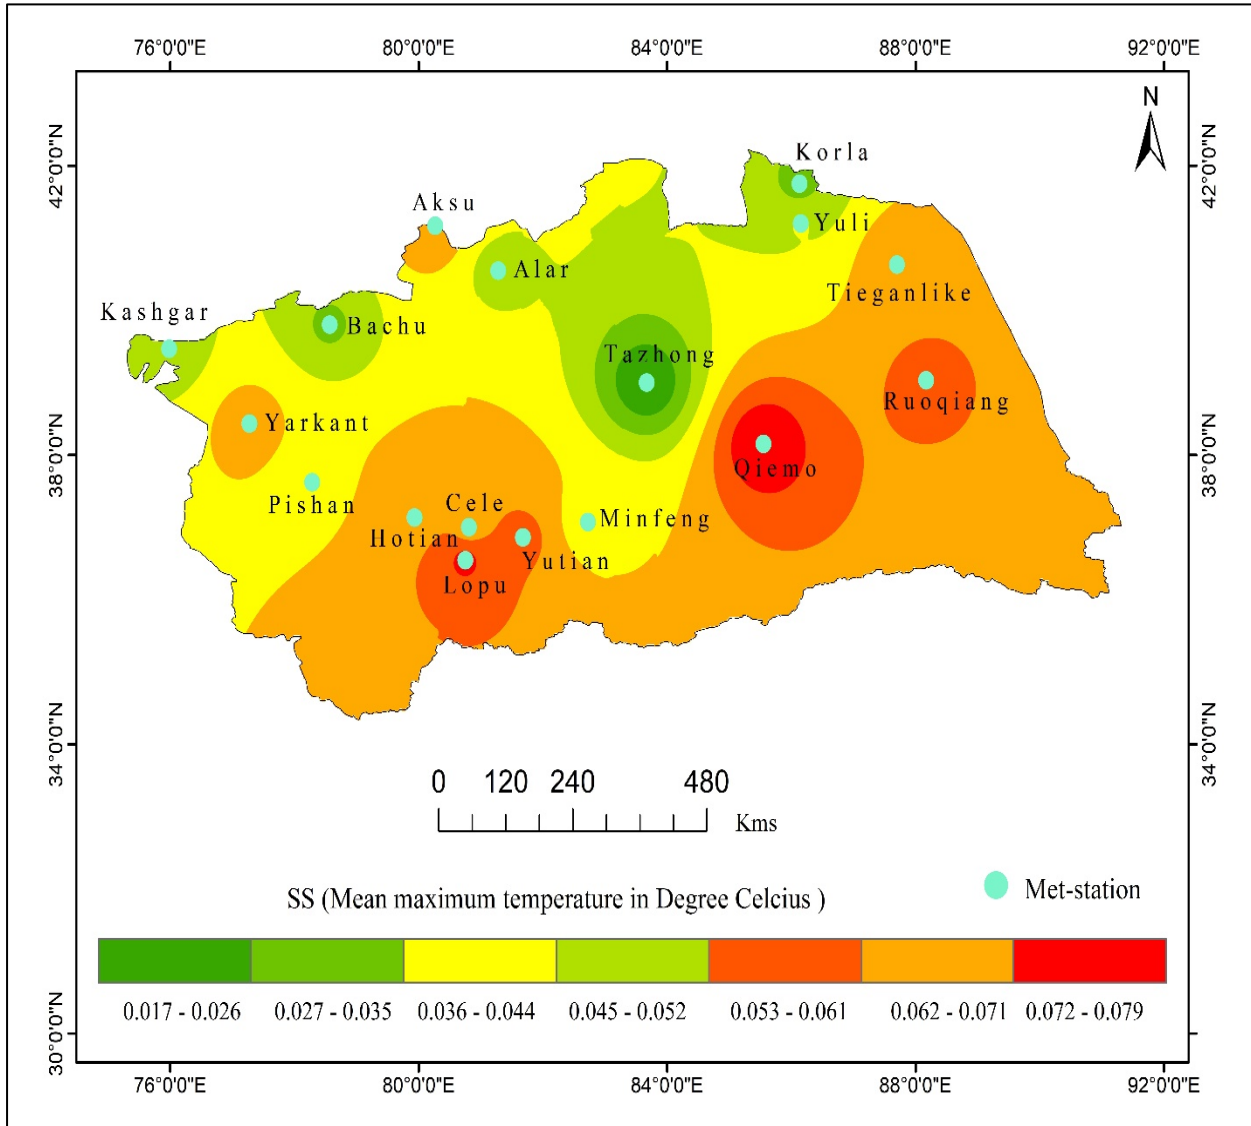 76°0'0"E 80°0'0"E 84°0'0"E 88°0'0"E 92°0'0"E
N
42°0'0"N 42°0'0"N
Korla
Aksu
Yuli
Alar
Tieganlike
Kashgar
Bachu
Tazhong
Ruoqiang
Yarkant
38°0'0"N 38°0'0"N
Qiemo
Pishan
Cele
Minfeng
Hotian
Yutian
Lopu
34°0'0"N 34°0'0"N
0 120 240 480
Kms
SS (Mean maximum temperature in Degree Celcius )
Met-station
0.017 - 0.026 0.027 - 0.035 0.036 - 0.044 0.045 - 0.052 0.053 - 0.061 0.062 - 0.071 0.072 - 0.079
30°0'0"N 30°0'0"N
76°0'0"E 80°0'0"E 84°0'0"E 88°0'0"E 92°0'0"E